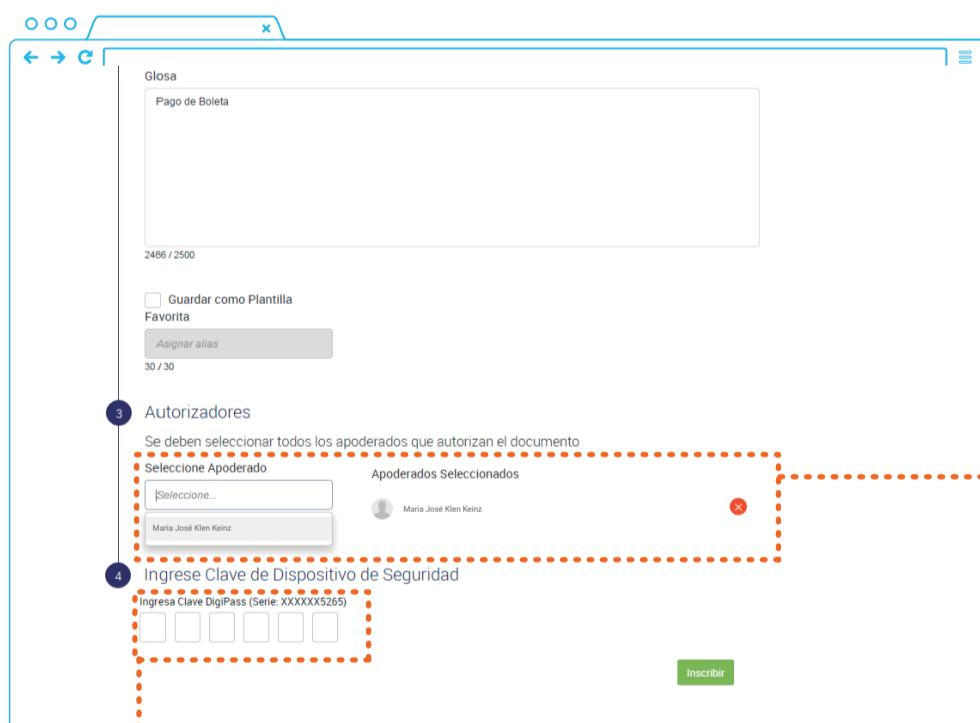 Glosa
Pago de Boleta
2486 / 2500
Guardar como Plantilla
Favorita
Asignar alias
30 / 30
3
Autorizadores
Se deben seleccionar todos los apoderados que autorizan el documento
Seleccione Apoderado
Apoderados Seleccionados
Seleccione...
Maria José Klen Keinz
Maria José Klen Keinz
4
Ingrese Clave de Dispositivo de Seguridad
Ingresa Clave DigiPass (Serie: XXXXXX5265)
Inscribir